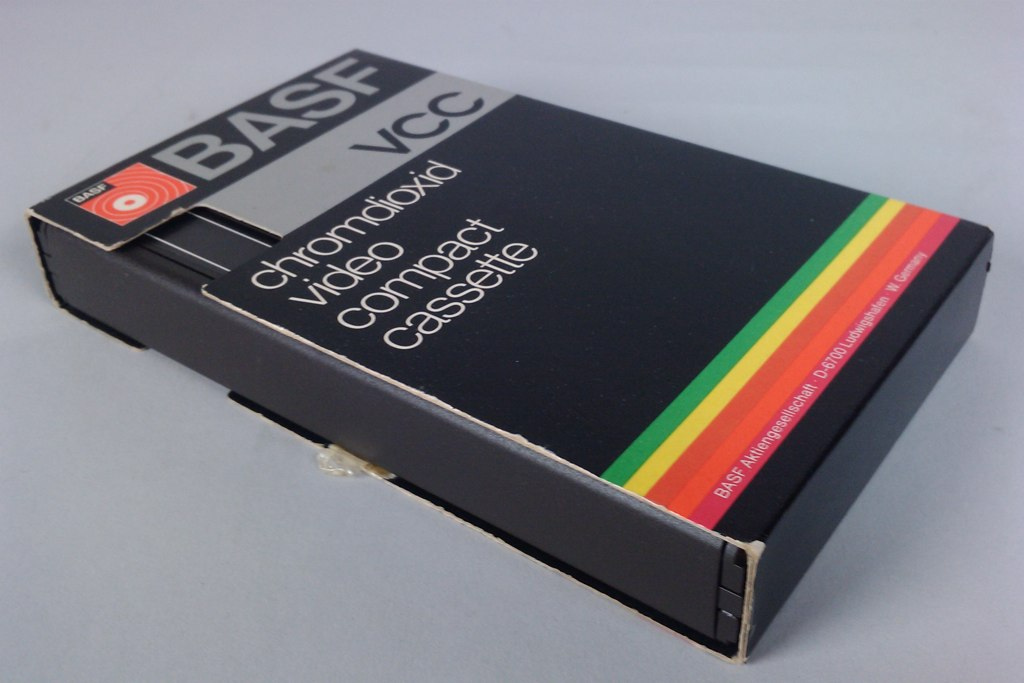 BASF
BASF
VCC
chromdioxid
video
compact
cassette
BASF Aktiengesellschaft · D-6700 Ludwigshafen W. Germany